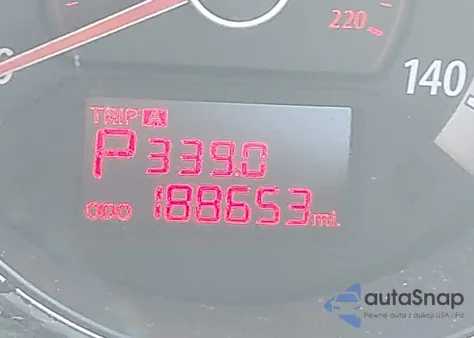 220
140
TRIP A
P 339.0
ODO 188653 mi.
autaSnap
Pewne auta z aukcji USA i EU